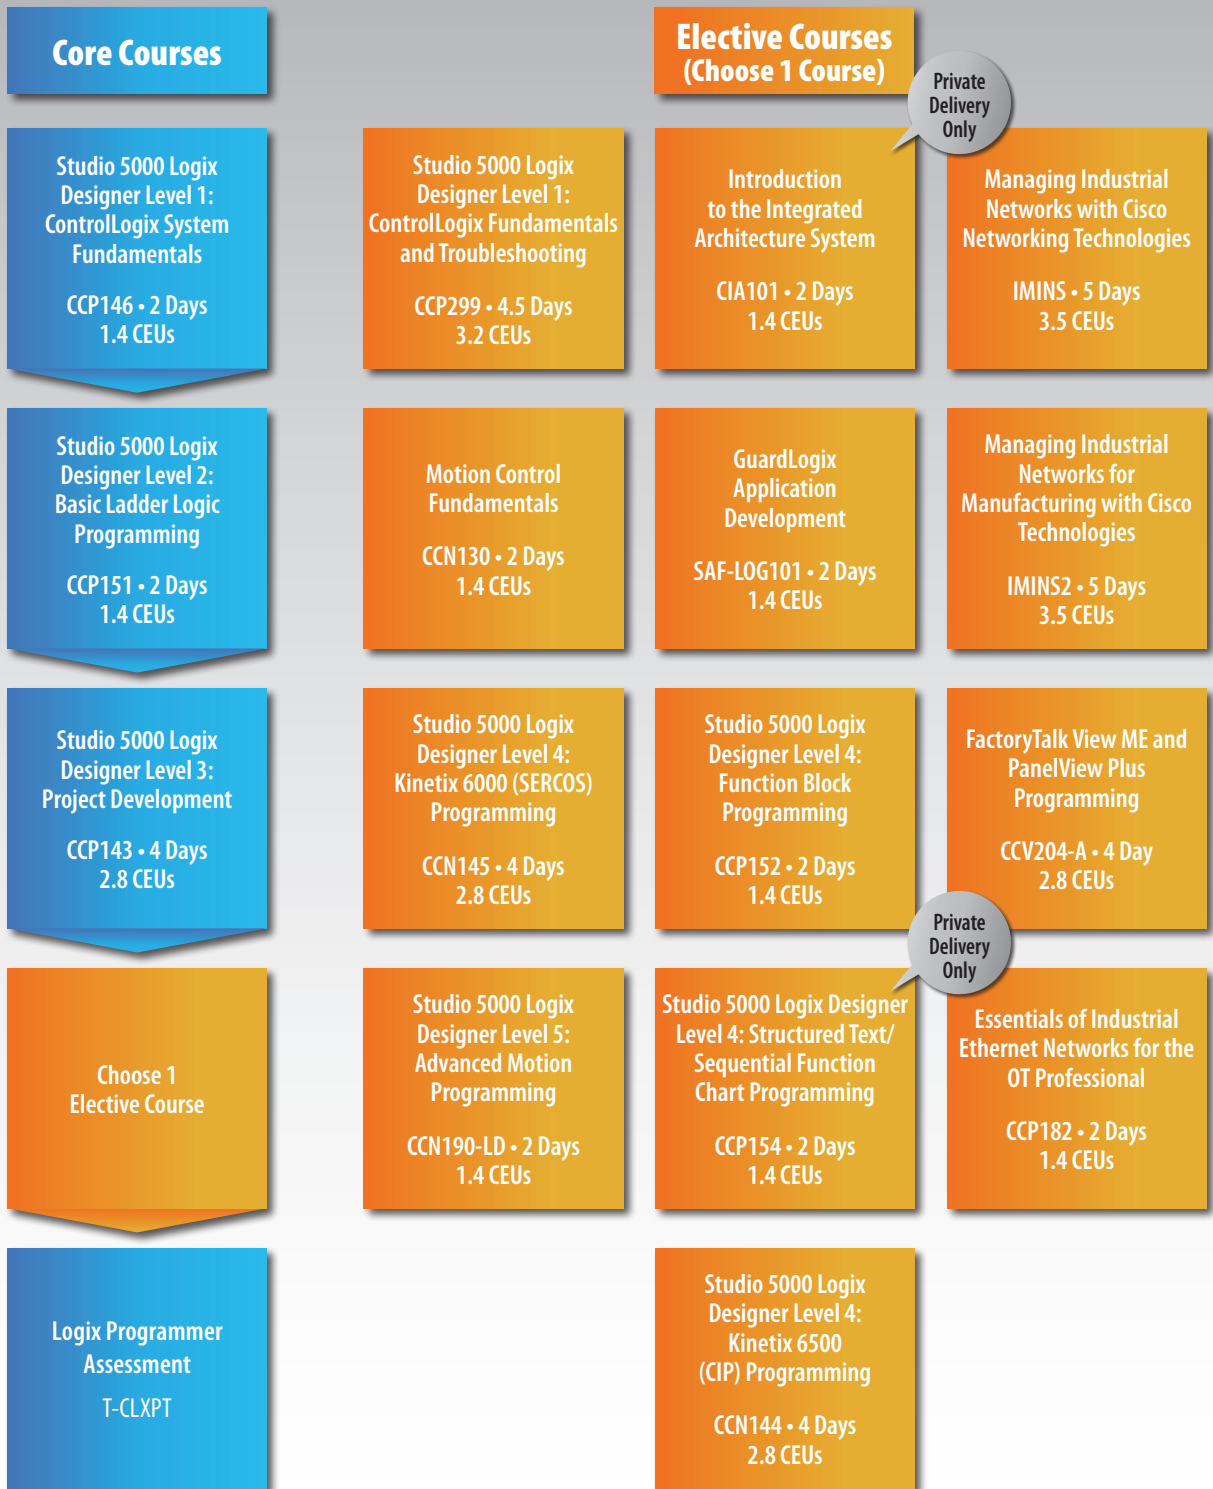 Core Courses
Elective Courses
(Choose 1 Course)
Private
Delivery
Only
Studio 5000 Logix
Designer Level 1:
ControlLogix System
Fundamentals
CCP146 • 2 Days
1.4 CEUs
Studio 5000 Logix
Designer Level 1:
ControlLogix Fundamentals
and Troubleshooting
CCP299 • 4.5 Days
3.2 CEUs
Introduction
to the Integrated
Architecture System
CIA101 • 2 Days
1.4 CEUs
Managing Industrial
Networks with Cisco
Networking Technologies
IMINS • 5 Days
3.5 CEUs
Studio 5000 Logix
Designer Level 2:
Basic Ladder Logic
Programming
CCP151 • 2 Days
1.4 CEUs
Motion Control
Fundamentals
CCN130 • 2 Days
1.4 CEUs
GuardLogix
Application
Development
SAF-LOG101 • 2 Days
1.4 CEUs
Managing Industrial
Networks for
Manufacturing with Cisco
Technologies
IMINS2 • 5 Days
3.5 CEUs
Studio 5000 Logix
Designer Level 3:
Project Development
CCP143 • 4 Days
2.8 CEUs
Studio 5000 Logix
Designer Level 4:
Kinetix 6000 (SERCOS)
Programming
CCN145 • 4 Days
2.8 CEUs
Studio 5000 Logix
Designer Level 4:
Function Block
Programming
CCP152 • 2 Days
1.4 CEUs
FactoryTalk View ME and
PanelView Plus
Programming
CCV204-A • 4 Day
2.8 CEUs
Private
Delivery
Only
Choose 1
Elective Course
Studio 5000 Logix
Designer Level 5:
Advanced Motion
Programming
CCN190-LD • 2 Days
1.4 CEUs
Studio 5000 Logix Designer
Level 4: Structured Text/
Sequential Function
Chart Programming
CCP154 • 2 Days
1.4 CEUs
Essentials of Industrial
Ethernet Networks for the
OT Professional
CCP182 • 2 Days
1.4 CEUs
Logix Programmer
Assessment
T-CLXPT
Studio 5000 Logix
Designer Level 4:
Kinetix 6500
(CIP) Programming
CCN144 • 4 Days
2.8 CEUs